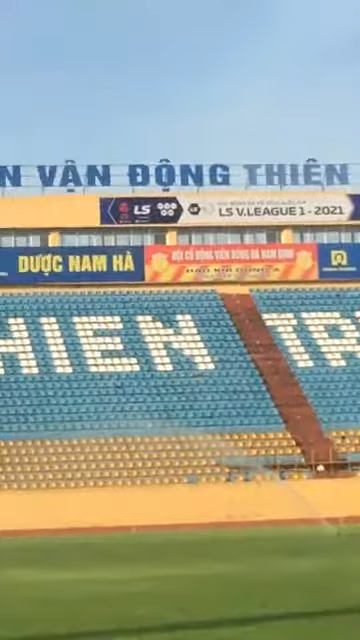 N VẬN ĐỘNG THIÊN
LS
LS V.LEAGUE 1 - 2021
DƯỢC NAM HÀ
HỘI CỔ ĐỘNG VIÊN BÓNG ĐÁ NAM ĐỊNH
HIEN TR